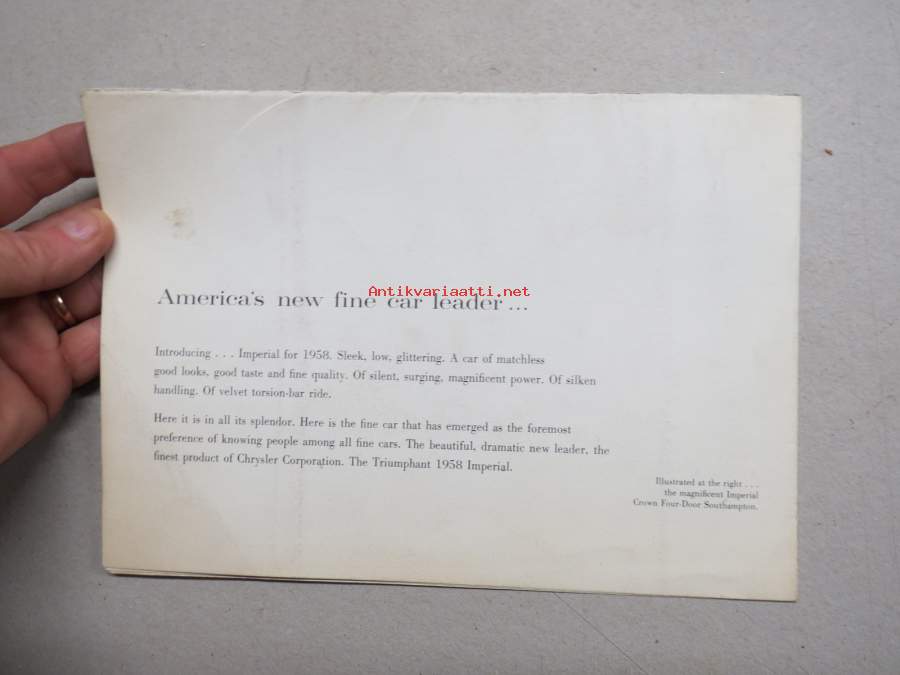 Antikvariaatti.net
America's new fine car leader...
Introducing . . . Imperial for 1958. Sleek, low, glittering. A car of matchless
good looks, good taste and fine quality. Of silent, surging, magnificent power. Of silken
handling. Of velvet torsion-bar ride.
Here it is in all its splendor. Here is the fine car that has emerged as the foremost
preference of knowing people among all fine cars. The beautiful, dramatic new leader, the
finest product of Chrysler Corporation. The Triumphant 1958 Imperial.
Illustrated at the right . . .
the magnificent Imperial
Crown Four-Door Southampton.